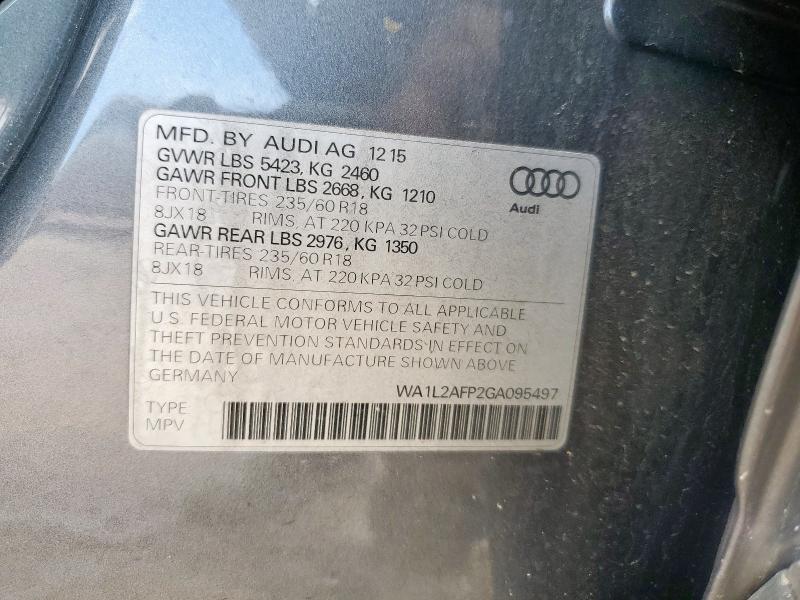 MFD. BY AUDI AG 12 15
GVWR LBS 5423, KG 2460
GAWR FRONT LBS 2668, KG 1210
FRONT-TIRES 235/60 R18
8JX18 RIMS, AT 220 KPA 32 PSI COLD
GAWR REAR LBS 2976, KG 1350
REAR-TIRES 235/60 R18
8JX18 RIMS, AT 220 KPA 32 PSI COLD
Audi
THIS VEHICLE CONFORMS TO ALL APPLICABLE
U.S. FEDERAL MOTOR VEHICLE SAFETY AND
THEFT PREVENTION STANDARDS IN EFFECT ON
THE DATE OF MANUFACTURE SHOWN ABOVE
GERMANY
WA1L2AFP2GA095497
TYPE
MPV